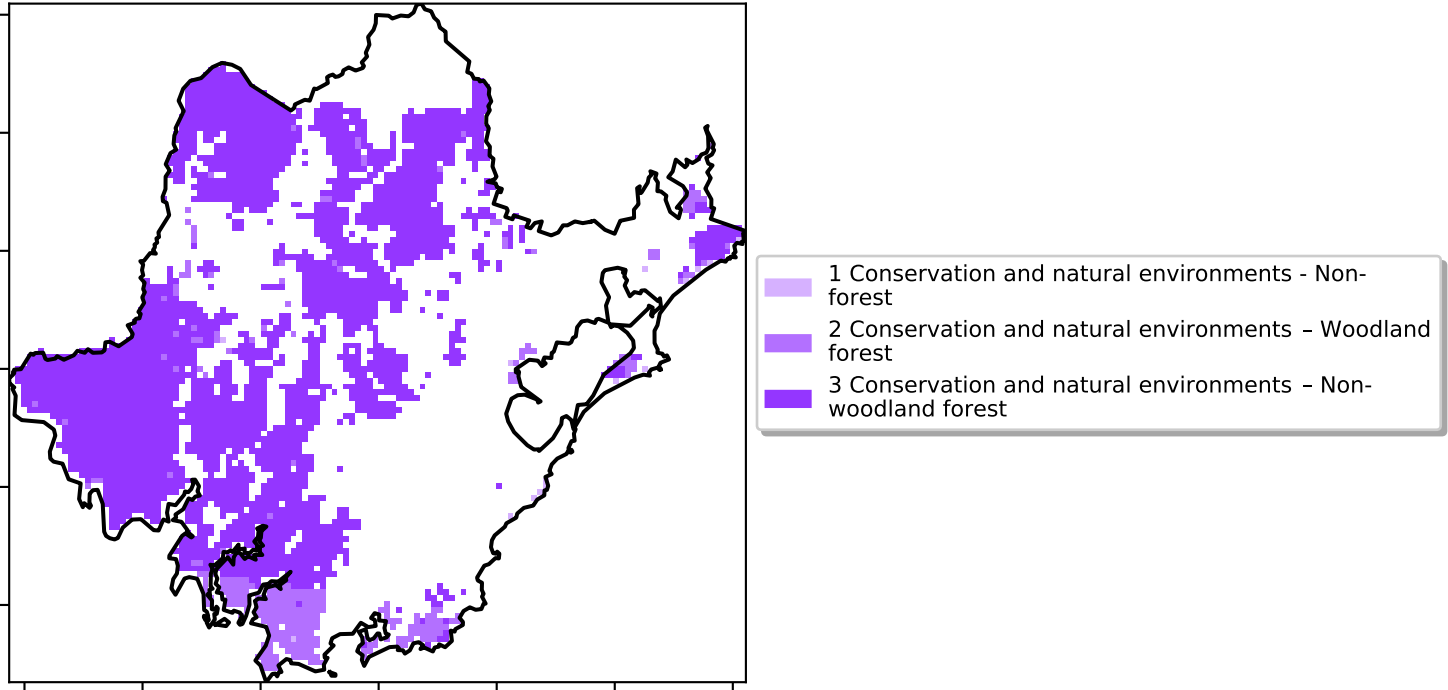 1 Conservation and natural environments - Non-
forest
2 Conservation and natural environments – Woodland
forest
3 Conservation and natural environments – Non-
woodland forest